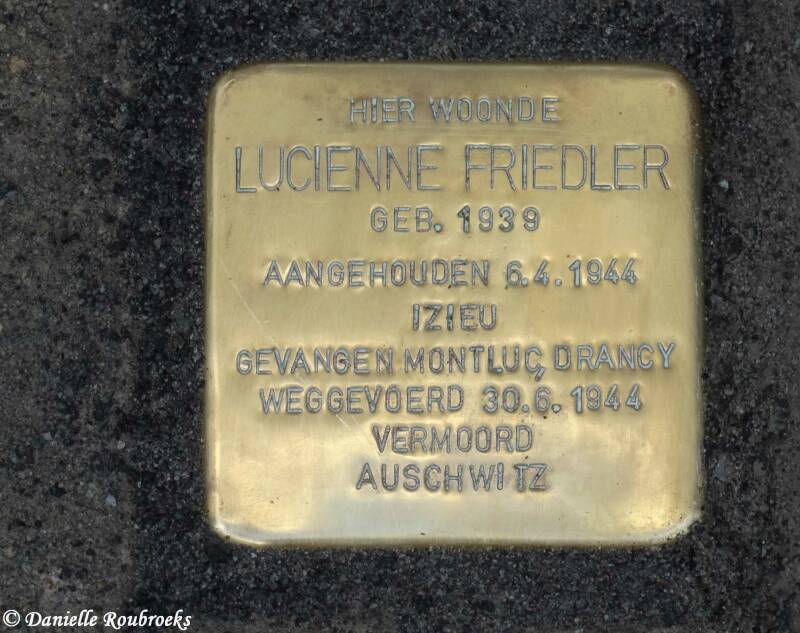 HIER WOONDE
LUCIENNE FRIEDLER
GEB. 1939
AANGEHOUDEN 6.4.1944
IZIEU
GEVANGEN MONTLUC, DRANCY
WEGGEVOERD 30.6.1944
VERMOORD
AUSCHWITZ
© Danielle Roubroeks